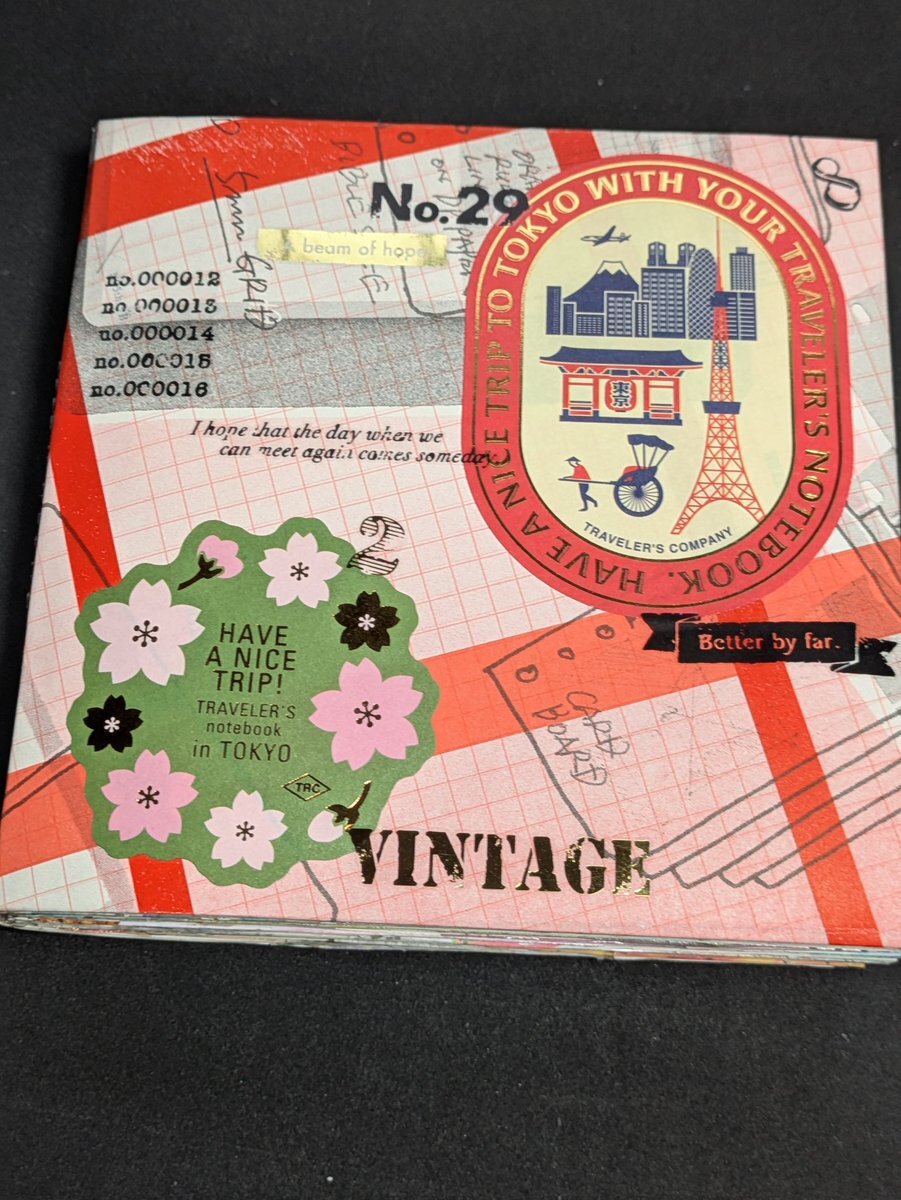 No.29
A beam of hope
no.000012
no.000013
no.000014
no.000015
no.000016
I hope that the day when we
can meet again comes someday.
HAVE A NICE TRIP TO TOKYO WITH YOUR TRAVELER'S NOTEBOOK.
東京
TRAVELER'S COMPANY
8
2
HAVE
A NICE
TRIP!
TRAVELER'S
notebook
in TOKYO
TRC
Better by far.
VINTAGE